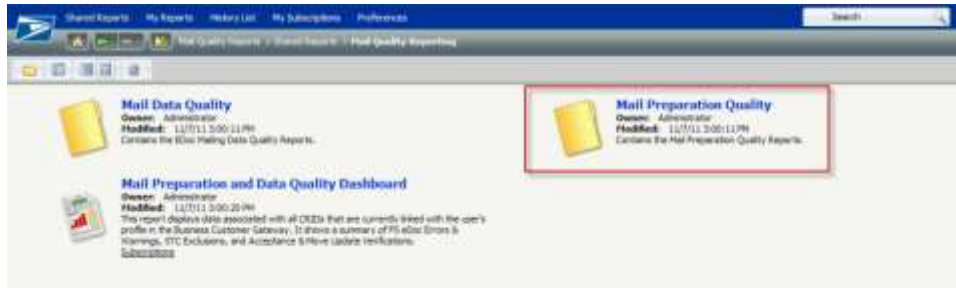 Shared Reports My Reports History List My Subscriptions Preferences
Search
Mail Quality Reports > Shared Reports > Mail Quality Reporting
Mail Data Quality
Owner: Administrator
Modified: 11/7/11 5:00:11 PM
Contains the EDoc Mailing Data Quality Reports.
Mail Preparation Quality
Owner: Administrator
Modified: 11/7/11 5:00:11 PM
Contains the Mail Preparation Quality Reports.
Mail Preparation and Data Quality Dashboard
Owner: Administrator
Modified: 11/7/11 5:00:20 PM
This report displays data associated with all CRIDs that are currently linked with the user's
profile in the Business Customer Gateway. It shows a summary of PS eDoc Errors &
Warnings, STC Exclusions, and Acceptance & Move Update Verifications.
Subscriptions